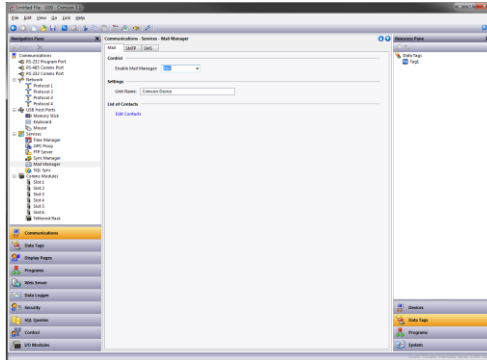 File Edit View Go Link Help
Navigation Pane
Communications - Services - Mail Manager
Resource Pane
Mail SMTP SMS
Control
Enable Mail Manager:
Settings
Unit Name: Crimson Demo
List of Contacts
Edit Contacts
Communications
RS-232 Program Port
RS-485 Comms Port
RS-232 Comms Port
Network
Protocol 1
Protocol 2
Protocol 3
Protocol 4
USB Host Ports
Memory Stick
Keyboard
Mouse
Services
Time Manager
OPC Proxy
FTP Server
Sync Manager
Mail Manager
SQL Sync
Comms Modules
Slot 1
Slot 2
Slot 3
Slot 4
Slot 5
Slot 6
Tethered Rack
Communications
Data Tags
Display Pages
Programs
Web Server
Data Logger
Security
SQL Queries
Control
I/O Modules
Data Tags
Tag1
Devices
Data Tags
Programs
System